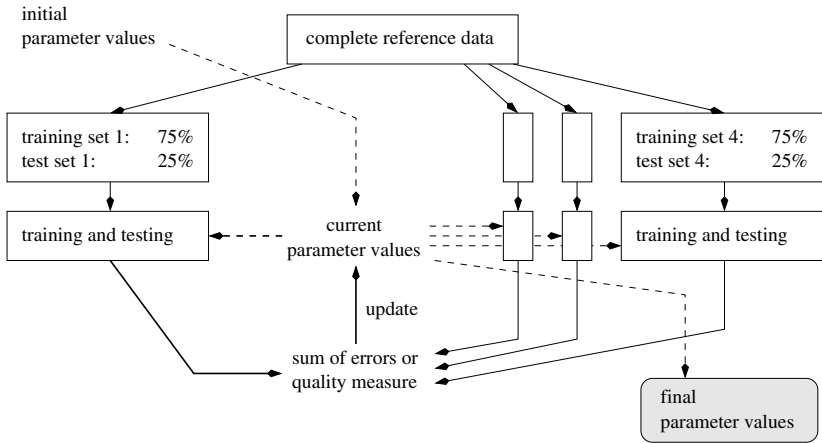 initial
parameter values
complete reference data
training set 1: 75%
test set 1: 25%
training set 4: 75%
test set 4: 25%
training and testing
current
parameter values
training and testing
update
sum of errors or
quality measure
final
parameter values